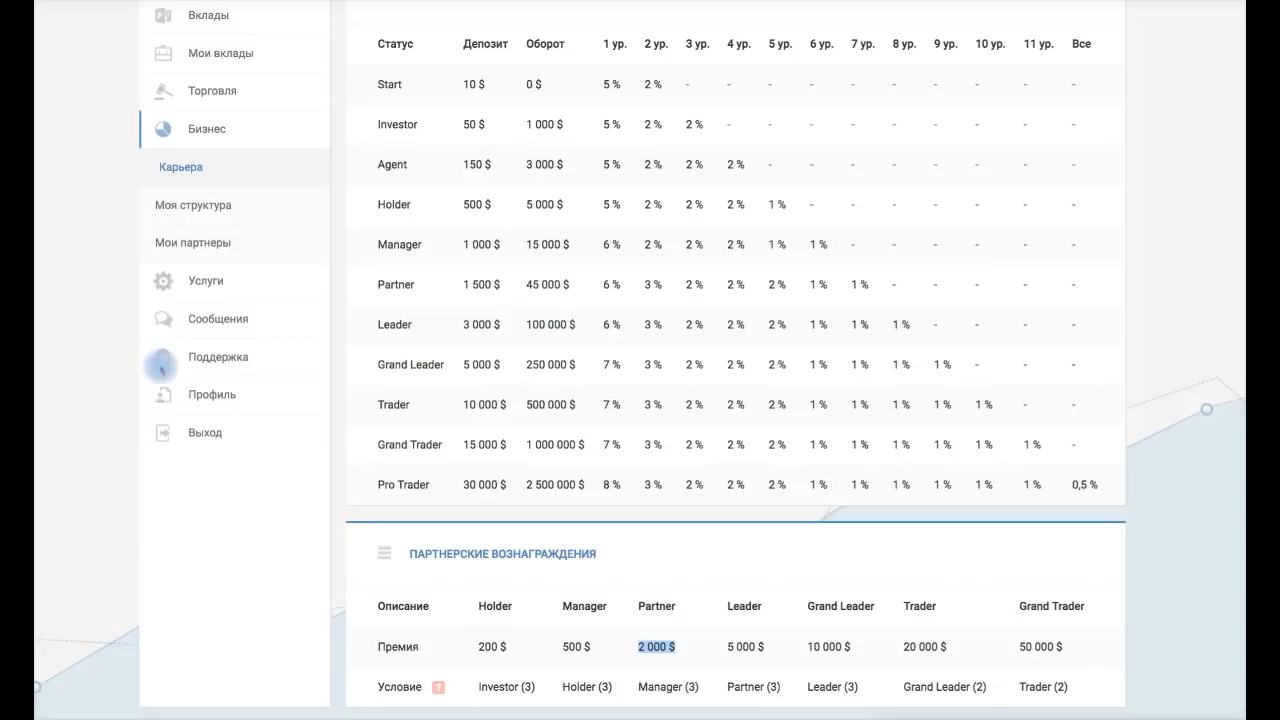 Вклады
Мои вклады
Торговля
Бизнес
Карьера
Моя структура
Мои партнеры
Услуги
Сообщения
Поддержка
Профиль
Выход
Статус Депозит Оборот 1 ур. 2 ур. 3 ур. 4 ур. 5 ур. 6 ур. 7 ур. 8 ур. 9 ур. 10 ур. 11 ур. Все
Start 10 $ 0 $ 5 % 2 % - - - - - - - - - -
Investor 50 $ 1 000 $ 5 % 2 % 2 % - - - - - - - - -
Agent 150 $ 3 000 $ 5 % 2 % 2 % 2 % - - - - - - - -
Holder 500 $ 5 000 $ 5 % 2 % 2 % 2 % 1 % - - - - - - -
Manager 1 000 $ 15 000 $ 6 % 2 % 2 % 2 % 1 % 1 % - - - - - -
Partner 1 500 $ 45 000 $ 6 % 3 % 2 % 2 % 2 % 1 % 1 % - - - - -
Leader 3 000 $ 100 000 $ 6 % 3 % 2 % 2 % 2 % 1 % 1 % 1 % - - - -
Grand Leader 5 000 $ 250 000 $ 7 % 3 % 2 % 2 % 2 % 1 % 1 % 1 % 1 % - - -
Trader 10 000 $ 500 000 $ 7 % 3 % 2 % 2 % 2 % 1 % 1 % 1 % 1 % 1 % - -
Grand Trader 15 000 $ 1 000 000 $ 7 % 3 % 2 % 2 % 2 % 1 % 1 % 1 % 1 % 1 % 1 % -
Pro Trader 30 000 $ 2 500 000 $ 8 % 3 % 2 % 2 % 2 % 1 % 1 % 1 % 1 % 1 % 1 % 0,5 %
ПАРТНЕРСКИЕ ВОЗНАГРАЖДЕНИЯ
Описание Holder Manager Partner Leader Grand Leader Trader Grand Trader
Премия 200 $ 500 $ 2 000 $ 5 000 $ 10 000 $ 20 000 $ 50 000 $
Условие ? Investor (3) Holder (3) Manager (3) Partner (3) Leader (3) Grand Leader (2) Trader (2)